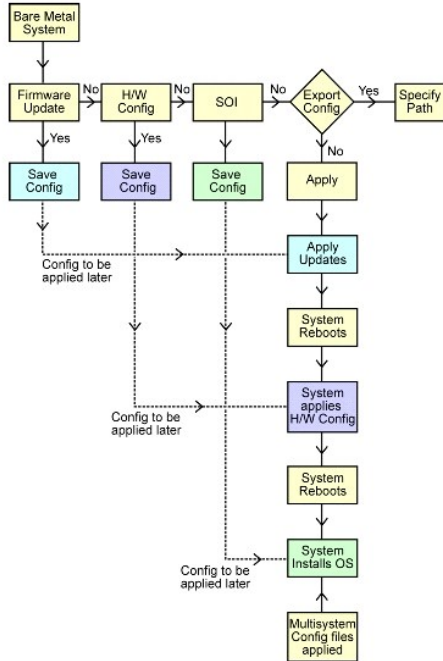 Bare Metal
System
Firmware
Update
No
H/W
Config
No
SOI
No
Export
Config
Yes
Specify
Path
Yes
Yes
No
Save
Config
Save
Config
Save
Config
Apply
Config to be
applied later
Apply
Updates
System
Reboots
Config to be
applied later
System
applies
H/W Config
System
Reboots
Config to be
applied later
System
Installs OS
Multisystem
Config files
applied